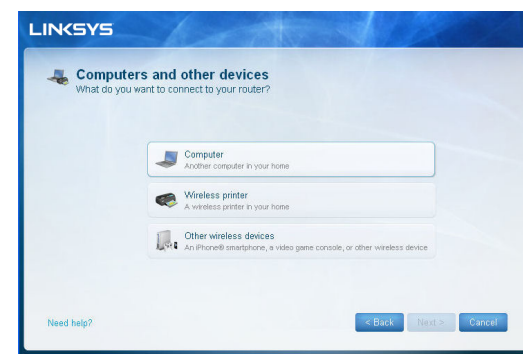 LINKSYS
Computers and other devices
What do you want to connect to your router?
Computer
Another computer in your home
Wireless printer
A wireless printer in your home
Other wireless devices
An iPhone® smartphone, a video game console, or other wireless device
Need help?
< Back
Next >
Cancel